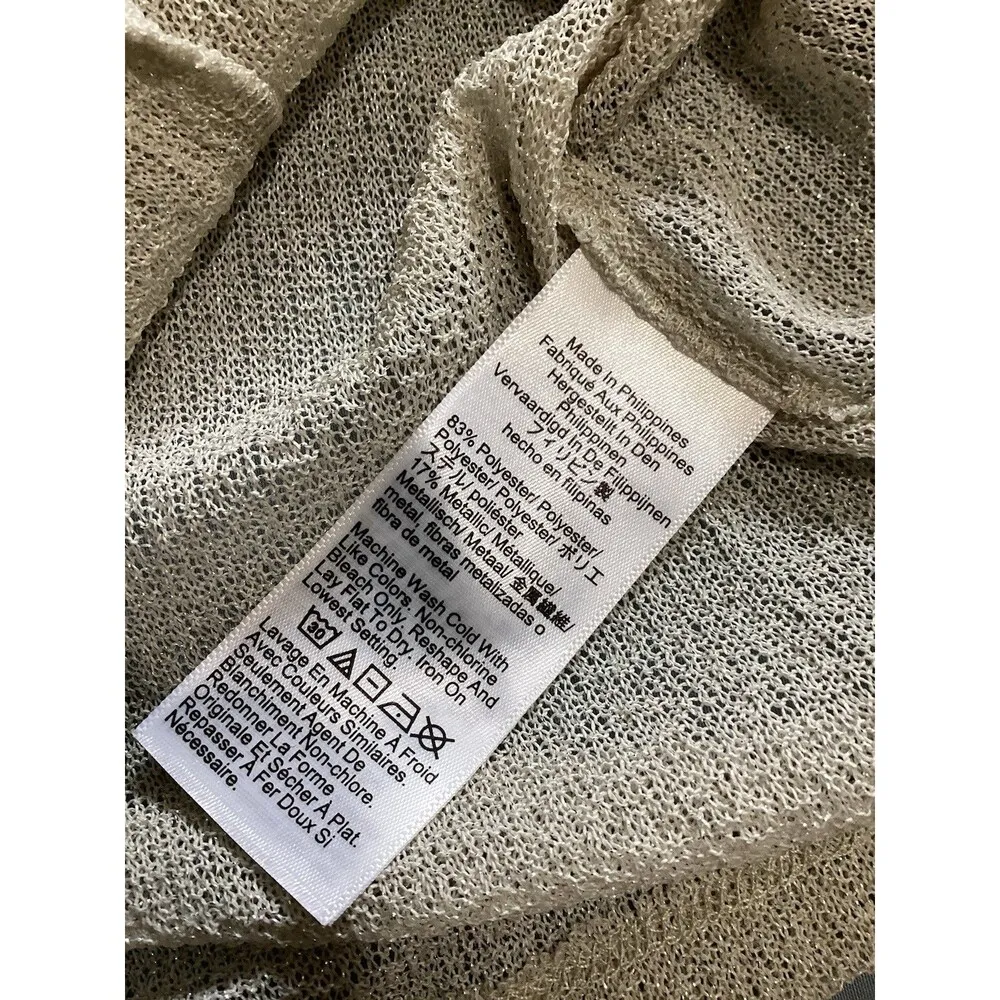 Made In Philippines
Fabriqué Aux Philippines
Hergestellt In Den
Philippinen
Vervaardigd In De Filippijnen
フィリピン製
hecho en filipinas
83% Polyester/ Polyester/
Polyester/ Polyester/ ポリエ
ステル/ poliéster
17% Metallic/ Métallique/
Metallisch/ Metaal/ 金属繊維/
metal, fibras metalizadas o
fibra de metal
Machine Wash Cold With
Like Colors. Non-chlorine
Bleach Only. Reshape And
Lay Flat To Dry. Iron On
Lowest Setting.
30
Lavage En Machine À Froid
Avec Couleurs Similaires.
Seulement Agent De
Blanchiment Non-chlore.
Redonner La Forme
Originale Et Sécher À Plat.
Repasser À Fer Doux Si
Nécessaire.